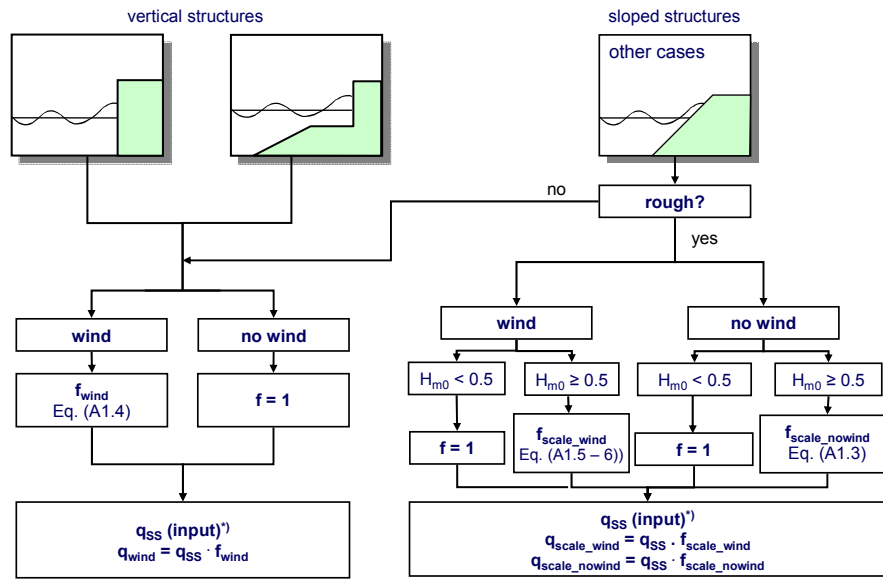 vertical structures
sloped structures
other cases
no
rough?
yes
wind
no wind
wind
no wind
f_wind
Eq. (A1.4)
f = 1
H_m0 < 0.5
H_m0 ≥ 0.5
H_m0 < 0.5
H_m0 ≥ 0.5
f = 1
f_scale_wind
Eq. (A1.5 – 6))
f = 1
f_scale_nowind
Eq. (A1.3)
q_SS (input)*)
q_wind = q_SS · f_wind
q_SS (input)*)
q_scale_wind = q_SS . f_scale_wind
q_scale_nowind = q_SS · f_scale_nowind